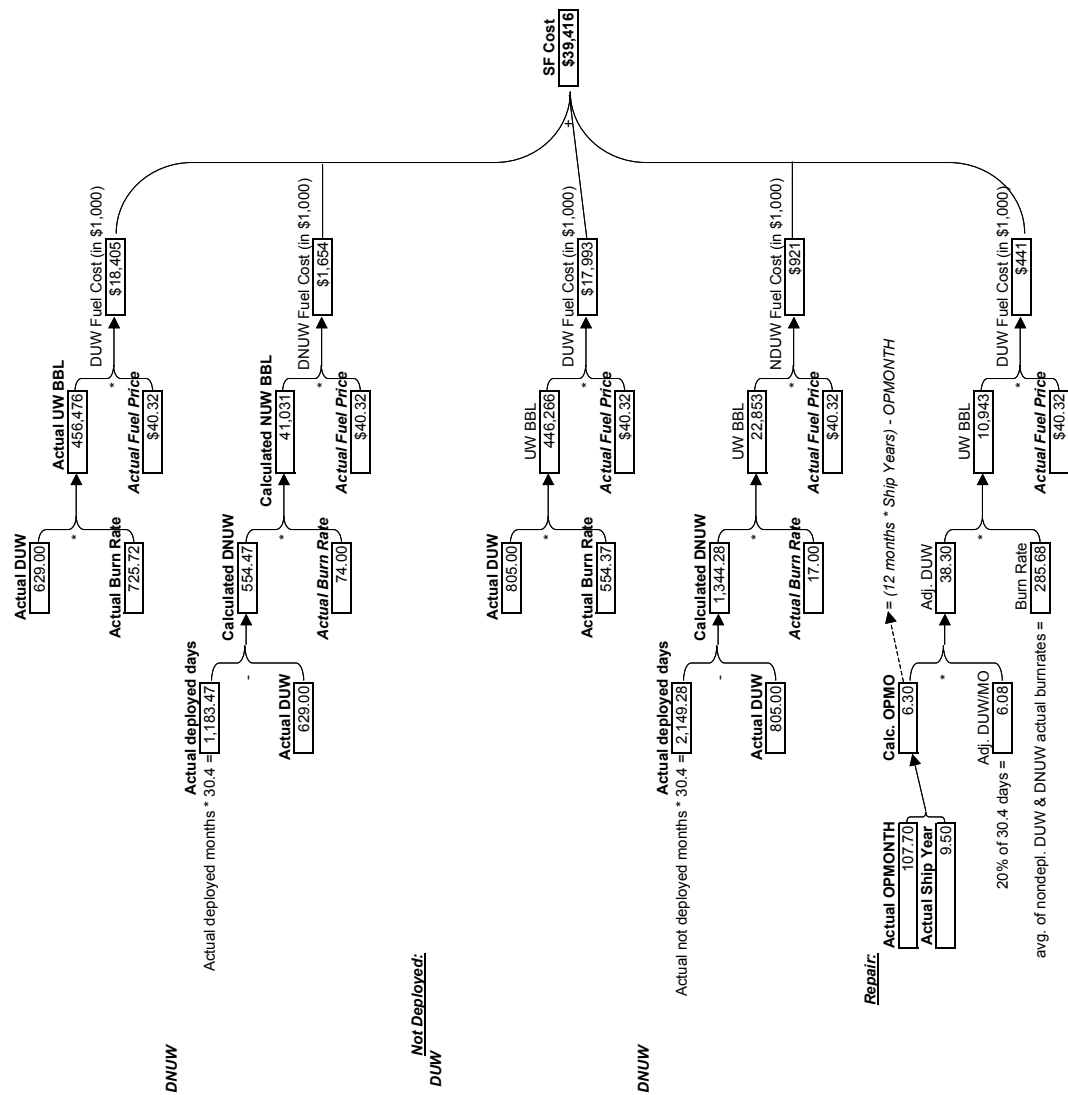 Actual DUW
629.00
*
Actual Burn Rate
725.72
Actual UW BBL
456,476
*
Actual Fuel Price
$40.32
DUW Fuel Cost (in $1,000)
$18,405
DNUW
Actual deployed days
Actual deployed months * 30.4 =
1,183.47
-
Actual DUW
629.00
Calculated DNUW
554.47
*
Actual Burn Rate
74.00
Calculated NUW BBL
41,031
*
Actual Fuel Price
$40.32
DNUW Fuel Cost (in $1,000)
$1,654
Not Deployed:
DUW
Actual DUW
805.00
*
Actual Burn Rate
554.37
UW BBL
446,266
*
Actual Fuel Price
$40.32
DUW Fuel Cost (in $1,000)
$17,993
+
SF Cost
$39,416
DNUW
Actual deployed days
Actual not deployed months * 30.4 =
2,149.28
-
Actual DUW
805.00
Calculated DNUW
1,344.28
*
Actual Burn Rate
17.00
UW BBL
22,853
*
Actual Fuel Price
$40.32
NDUW Fuel Cost (in $1,000)
$921
Repair:
Actual OPMONTH
107.70
Actual Ship Year
9.50
Calc. OPMO
6.30
= (12 months * Ship Years) - OPMONTH
*
Adj. DUW/MO
20% of 30.4 days =
6.08
Adj. DUW
38.30
*
Burn Rate
avg. of nondepl. DUW & DNUW actual burnrates =
285.68
UW BBL
10,943
*
Actual Fuel Price
$40.32
DUW Fuel Cost (in $1,000)
$441